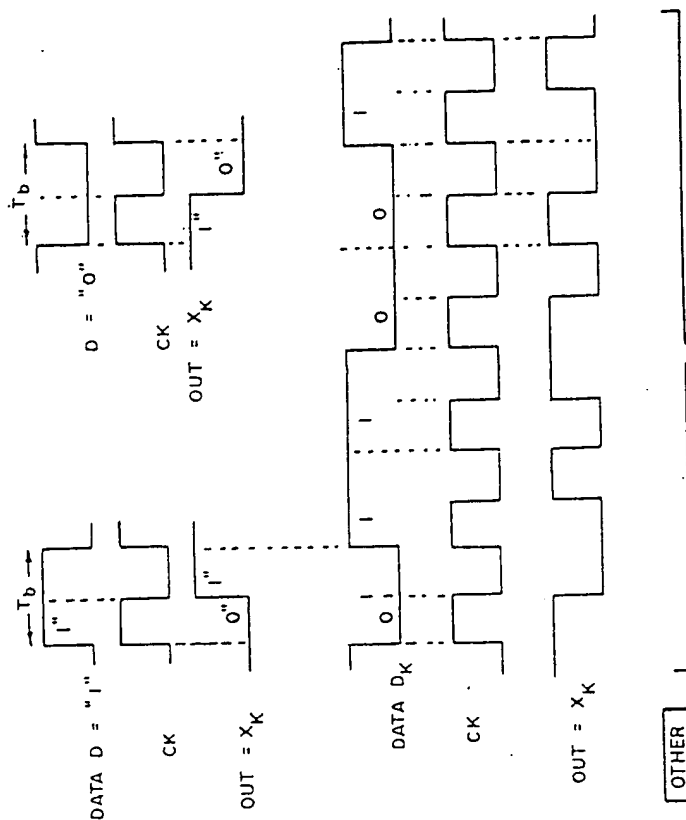 T_b
DATA D = "1" 1"
CK
OUT = X_K 0" 1"
T_b
D = "0"
CK
OUT = X_K 1" 0"
DATA D_K 0 1 1 0 0 1
CK
OUT = X_K
OTHER